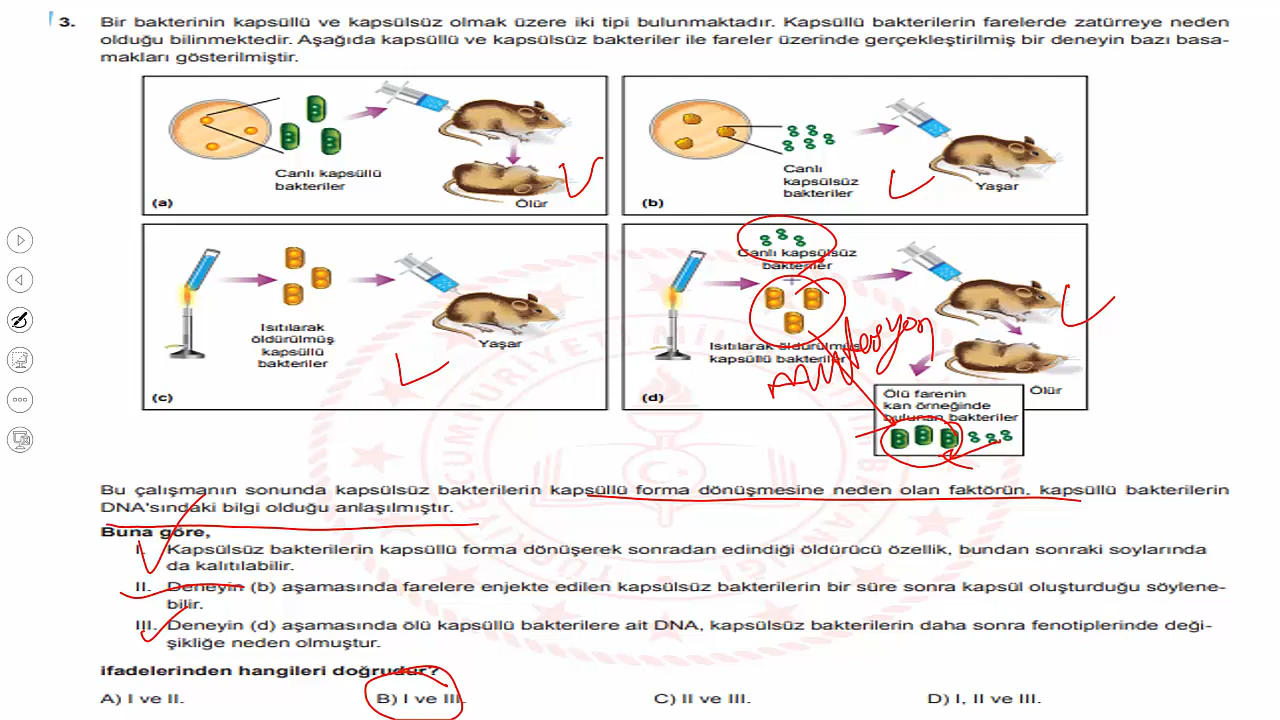 3. Bir bakterinin kapsüllü ve kapsülsüz olmak üzere iki tipi bulunmaktadır. Kapsüllü bakterilerin farelerde zatürreye neden
olduğu bilinmektedir. Aşağıda kapsüllü ve kapsülsüz bakteriler ile fareler üzerinde gerçekleştirilmiş bir deneyin bazı basa-
makları gösterilmiştir.
Canlı kapsüllü
bakteriler
Ölür
(a)
Canlı
kapsülsüz
bakteriler
Yaşar
(b)
Isıtılarak
öldürülmüş
kapsüllü
bakteriler
Yaşar
(c)
Canlı kapsülsüz
bakteriler
+
Isıtılarak öldürülmüş
kapsüllü bakteriler
Ölür
Ölü farenin
kan örneğinde
bulunan bakteriler
(d)
Bu çalışmanın sonunda kapsülsüz bakterilerin kapsüllü forma dönüşmesine neden olan faktörün, kapsüllü bakterilerin
DNA'sındaki bilgi olduğu anlaşılmıştır.
Buna göre,
I. Kapsülsüz bakterilerin kapsüllü forma dönüşerek sonradan edindiği öldürücü özellik, bundan sonraki soylarında
da kalıtılabilir.
II. Deneyin (b) aşamasında farelere enjekte edilen kapsülsüz bakterilerin bir süre sonra kapsül oluşturduğu söylene-
bilir.
III. Deneyin (d) aşamasında ölü kapsüllü bakterilere ait DNA, kapsülsüz bakterilerin daha sonra fenotiplerinde deği-
şikliğe neden olmuştur.
ifadelerinden hangileri doğrudur?
A) I ve II. B) I ve III. C) II ve III. D) I, II ve III.